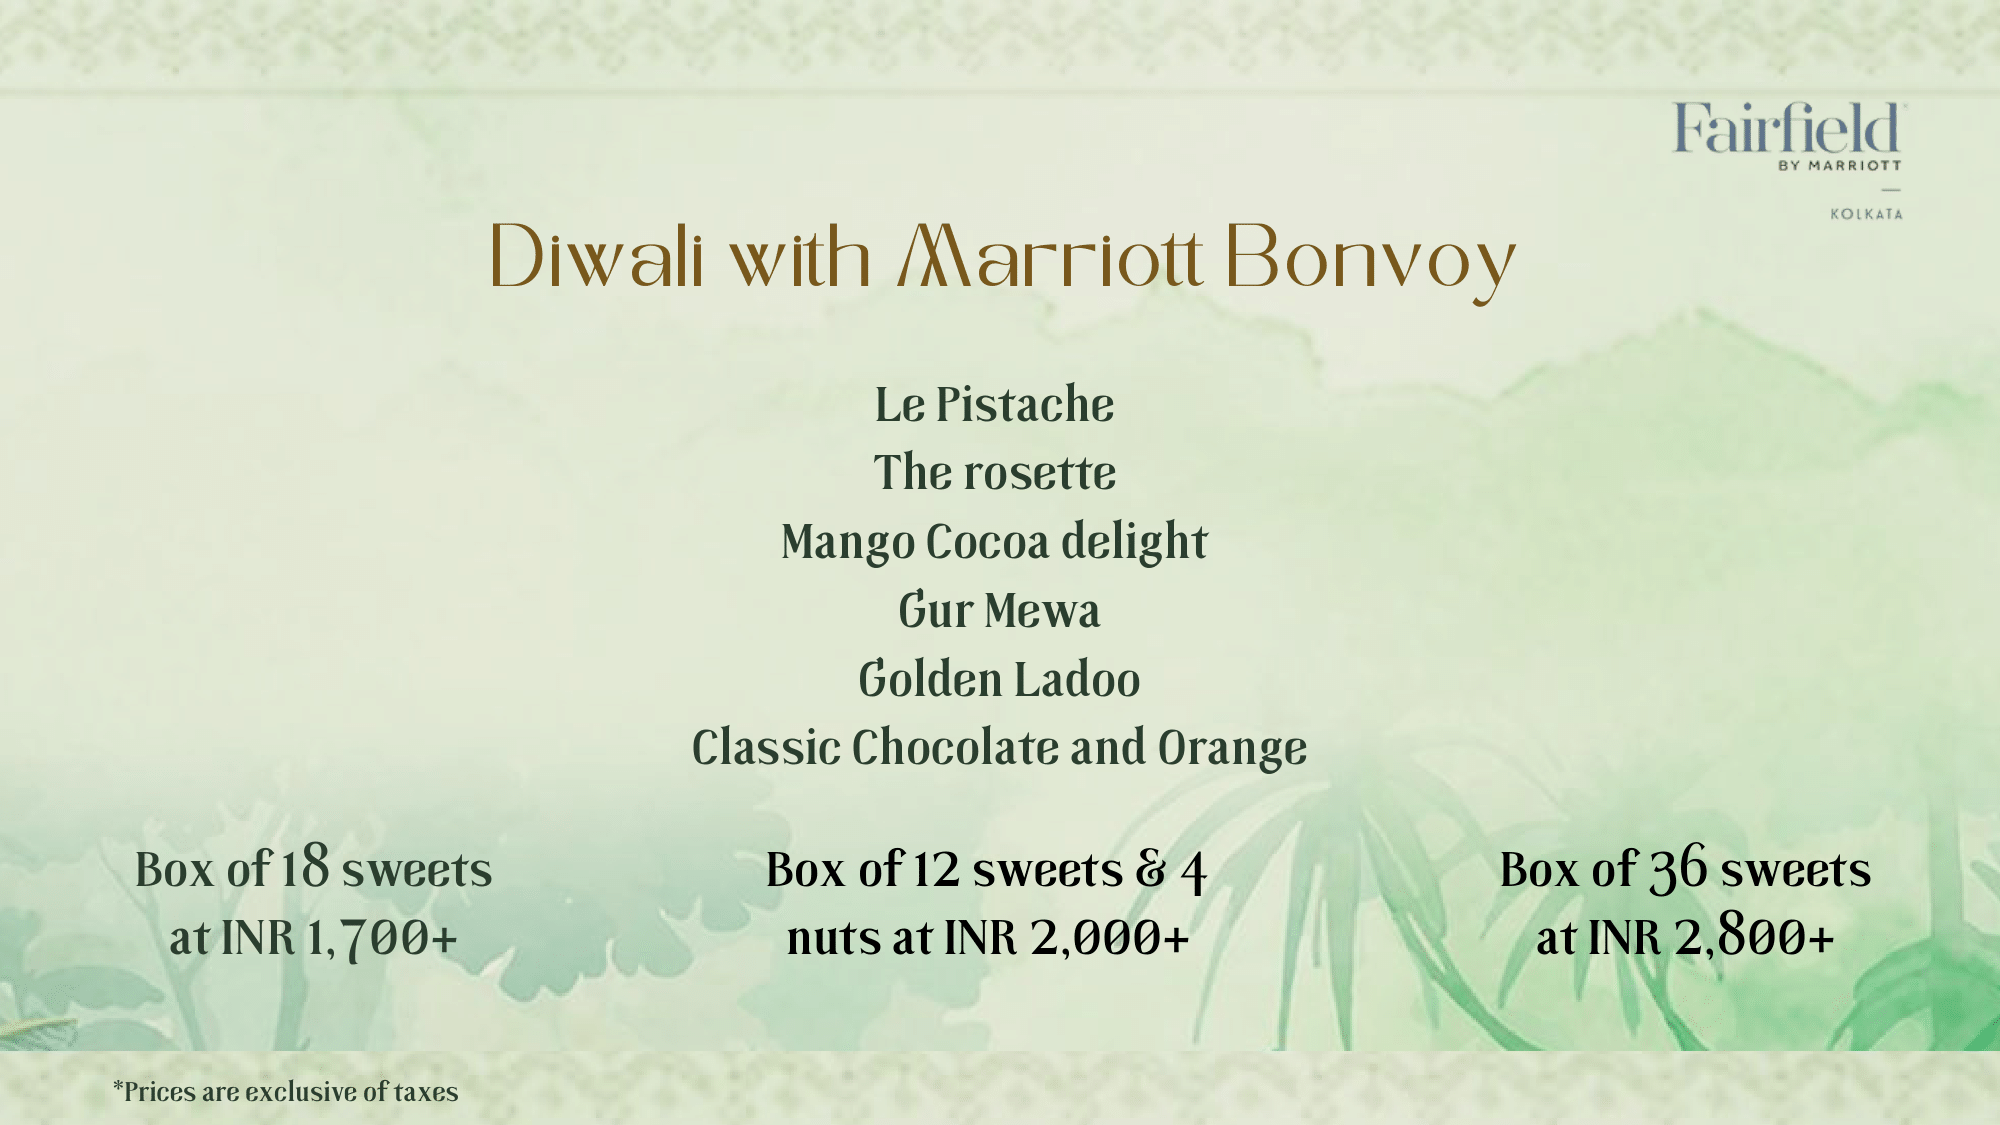 Fairfield
BY MARRIOTT
KOLKATA
Diwali with Marriott Bonvoy
Le Pistache
The rosette
Mango Cocoa delight
Gur Mewa
Golden Ladoo
Classic Chocolate and Orange
Box of 18 sweets
at INR 1,700+
Box of 12 sweets & 4
nuts at INR 2,000+
Box of 36 sweets
at INR 2,800+
*Prices are exclusive of taxes